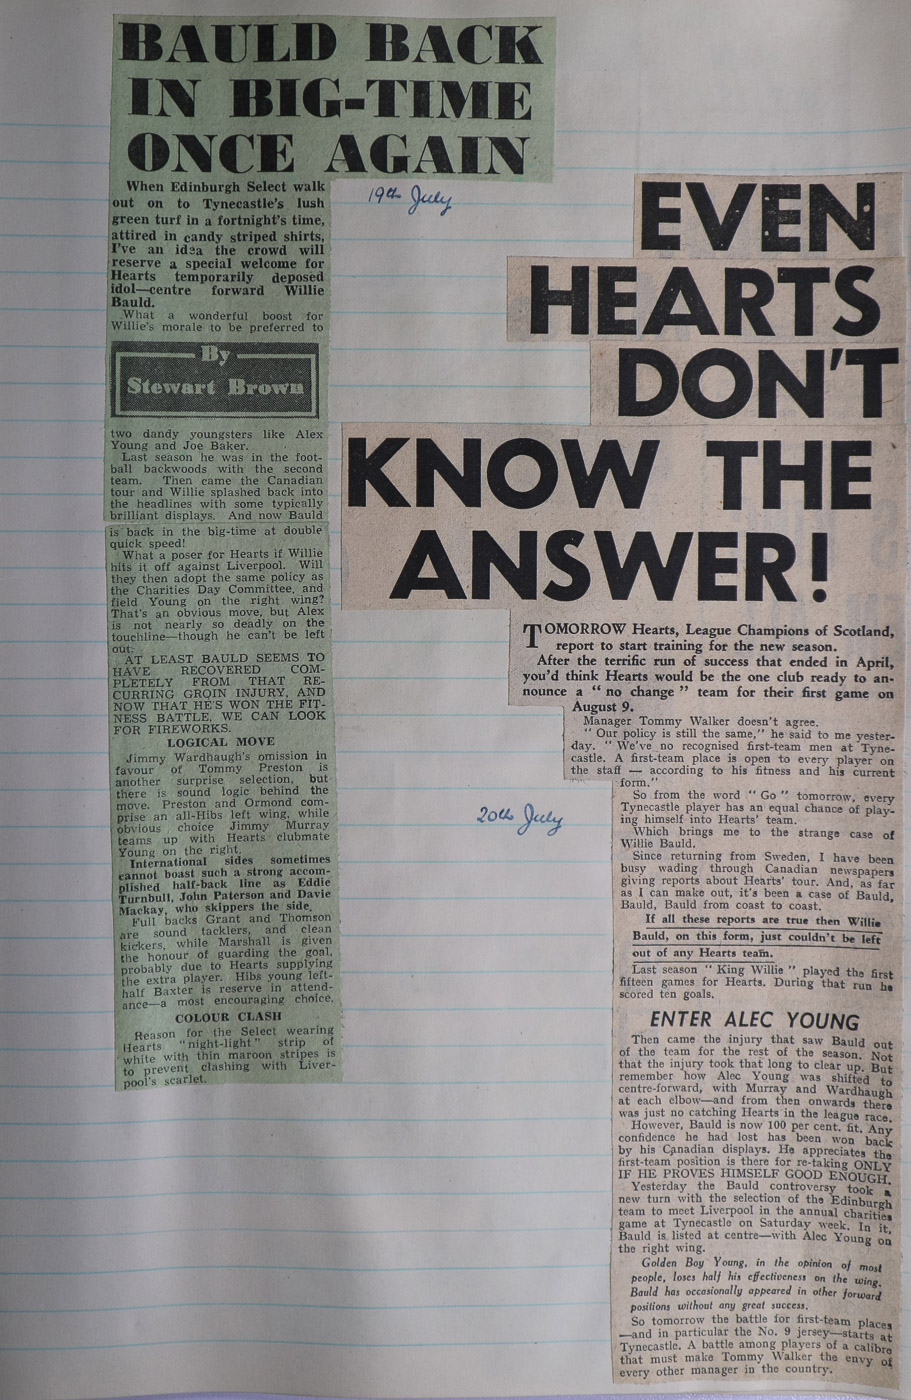 BAULD BACK
IN BIG-TIME
ONCE AGAIN
When Edinburgh Select walk
out on to Tynecastle's lush
green turf in a fortnight's time,
attired in candy striped shirts,
I've an idea the crowd will
reserve a special welcome for
Hearts temporarily deposed
idol—centre forward Willie
Bauld.
What a wonderful boost for
Willie's morale to be preferred to
By
Stewart Brown
two dandy youngsters like Alex
Young and Joe Baker.
Last season he was in the foot-
ball backwoods with the second
team. Then came the Canadian
tour and Willie splashed back into
the headlines with some typically
brilliant displays. And now Bauld
is back in the big-time at double
quick speed!
What a poser for Hearts if Willie
hits it off against Liverpool. Will
they then adopt the same policy as
the Charities Day Committee, and
field Young on the right wing?
That's an obvious move, but Alex
is not nearly so deadly on the
touchline—though he can't be left
out.
AT LEAST BAULD SEEMS TO
HAVE RECOVERED COM-
PLETELY FROM THAT RE-
CURRING GROIN INJURY, AND
NOW THAT HE'S WON THE FIT-
NESS BATTLE, WE CAN LOOK
FOR FIREWORKS.
LOGICAL MOVE
Jimmy Wardhaugh's omission in
favour of Tommy Preston is
another surprise selection, but
there is sound logic behind the
move. Preston and Ormond com-
prise an all-Hibs left wing, while
obvious choice Jimmy Murray
teams up with Hearts clubmate
Young on the right.
International sides sometimes
cannot boast such a strong accom-
plished half-back line as Eddie
Turnbull, John Paterson and Davie
Mackay, who skippers the side.
Full backs Grant and Thomson
are sound tacklers, and clean
kickers, while Marshall is given
the honour of guarding the goal,
probably due to Hearts supplying
the extra player. Hibs young left-
half Baxter is reserve in attend-
ance—a most encouraging choice.
COLOUR CLASH
Reason for the Select wearing
Hearts "night-light" strip of
white with thin maroon stripes is
to prevent clashing with Liver-
pool's scarlet.
19th July
EVEN
HEARTS
DON'T
KNOW THE
ANSWER!
TOMORROW Hearts, League Champions of Scotland,
report to start training for the new season.
After the terrific run of success that ended in April,
you'd think Hearts would be the one club ready to an-
nounce a "no change" team for their first game on
August 9.
Manager Tommy Walker doesn't agree.
"Our policy is still the same," he said to me yester-
day. "We've no recognised first-team men at Tyne-
castle. A first-team place is open to every player on
the staff — according to his fitness and his current
form."
So from the word "Go" tomorrow, every
Tynecastle player has an equal chance of play-
ing himself into Hearts' team.
Which brings me to the strange case of
Willie Bauld.
Since returning from Sweden, I have been
busy wading through Canadian newspapers
giving reports about Hearts' tour. And, as far
as I can make out, it's been a case of Bauld,
Bauld, Bauld from coast to coast.
If all these reports are true then Willie
Bauld, on this form, just couldn't be left
out of any Hearts team.
Last season "King Willie" played the first
fifteen games for Hearts. During that run he
scored ten goals.
ENTER ALEC YOUNG
Then came the injury that saw Bauld out
of the team for the rest of the season. Not
that the injury took that long to clear up. But
remember how Alec Young was shifted to
centre-forward, with Murray and Wardhaugh
at each elbow—and from then onwards there
was just no catching Hearts in the league race.
However, Bauld is now 100 per cent. fit. Any
confidence he had lost has been won back
by his Canadian displays. He appreciates the
first-team position is there for re-taking ONLY
IF HE PROVES HIMSELF GOOD ENOUGH.
Yesterday the Bauld controversy took a
new turn with the selection of the Edinburgh
team to meet Liverpool in the annual charities
game at Tynecastle on Saturday week. In it,
Bauld is listed at centre—with Alec Young on
the right wing.
Golden Boy Young, in the opinion of most
people, loses half his effectiveness on the wing.
Bauld has occasionally appeared in other forward
positions without any great success.
So tomorrow the battle for first-team places
—and in particular the No. 9 jersey—starts at
Tynecastle. A battle among players of a calibre
that must make Tommy Walker the envy of
every other manager in the country.
20th July